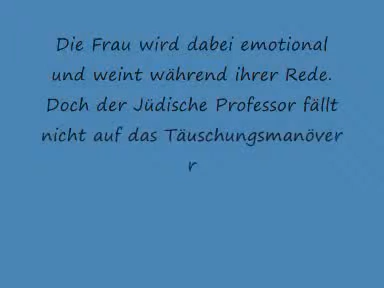 Die Frau wird dabei emotional
und weint während ihrer Rede.
Doch der Jüdische Professor fällt
nicht auf das Täuschungsmanöver
r